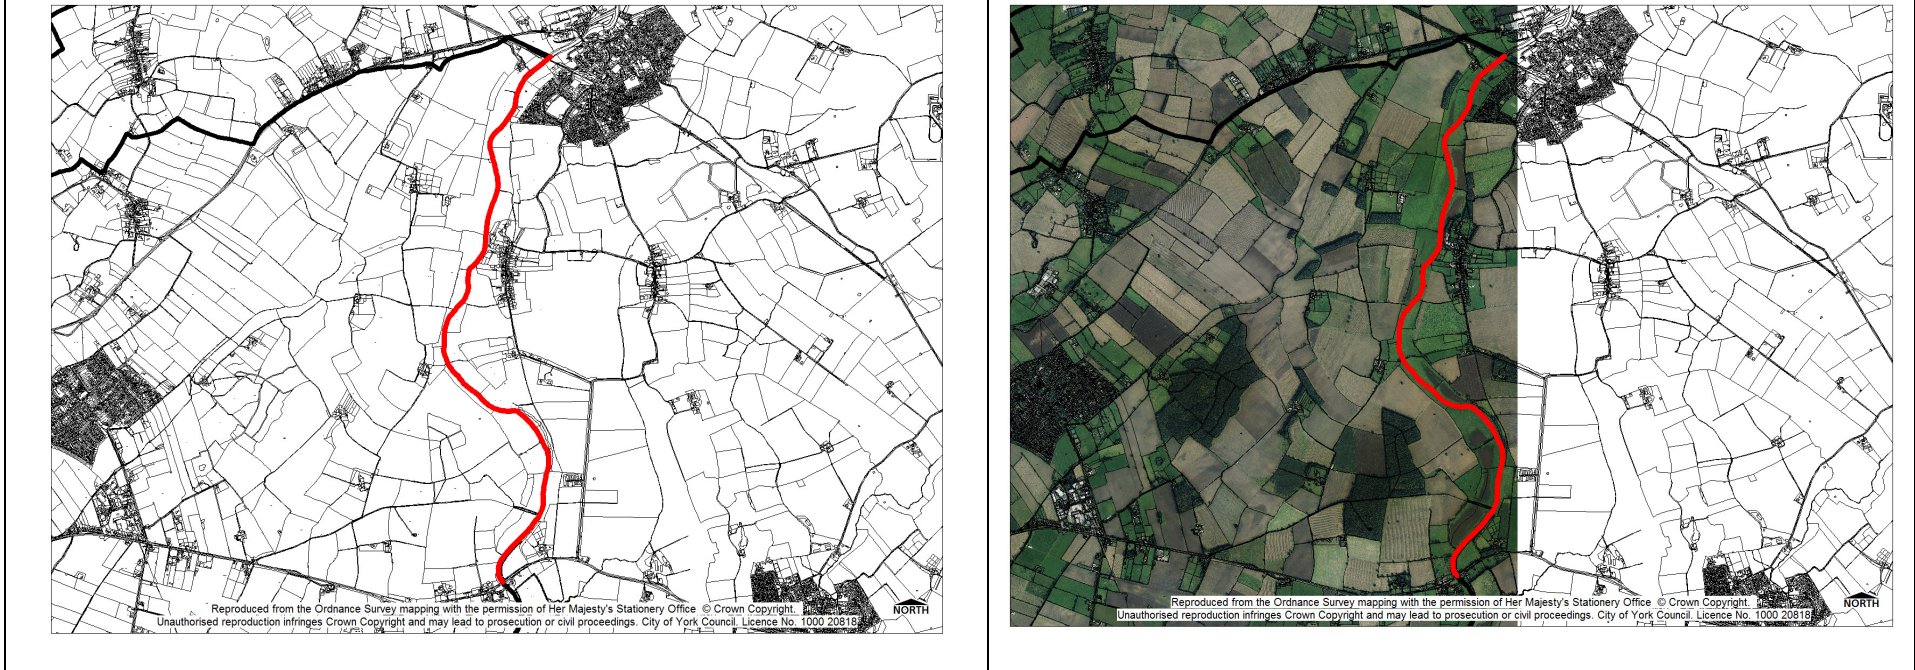 Reproduced from the Ordnance Survey mapping with the permission of Her Majesty's Stationery Office © Crown Copyright.
Unauthorised reproduction infringes Crown Copyright and may lead to prosecution or civil proceedings. City of York Council. Licence No. 1000 20818
NORTH
Reproduced from the Ordnance Survey mapping with the permission of Her Majesty's Stationery Office © Crown Copyright.
Unauthorised reproduction infringes Crown Copyright and may lead to prosecution or civil proceedings. City of York Council. Licence No. 1000 20818
NORTH